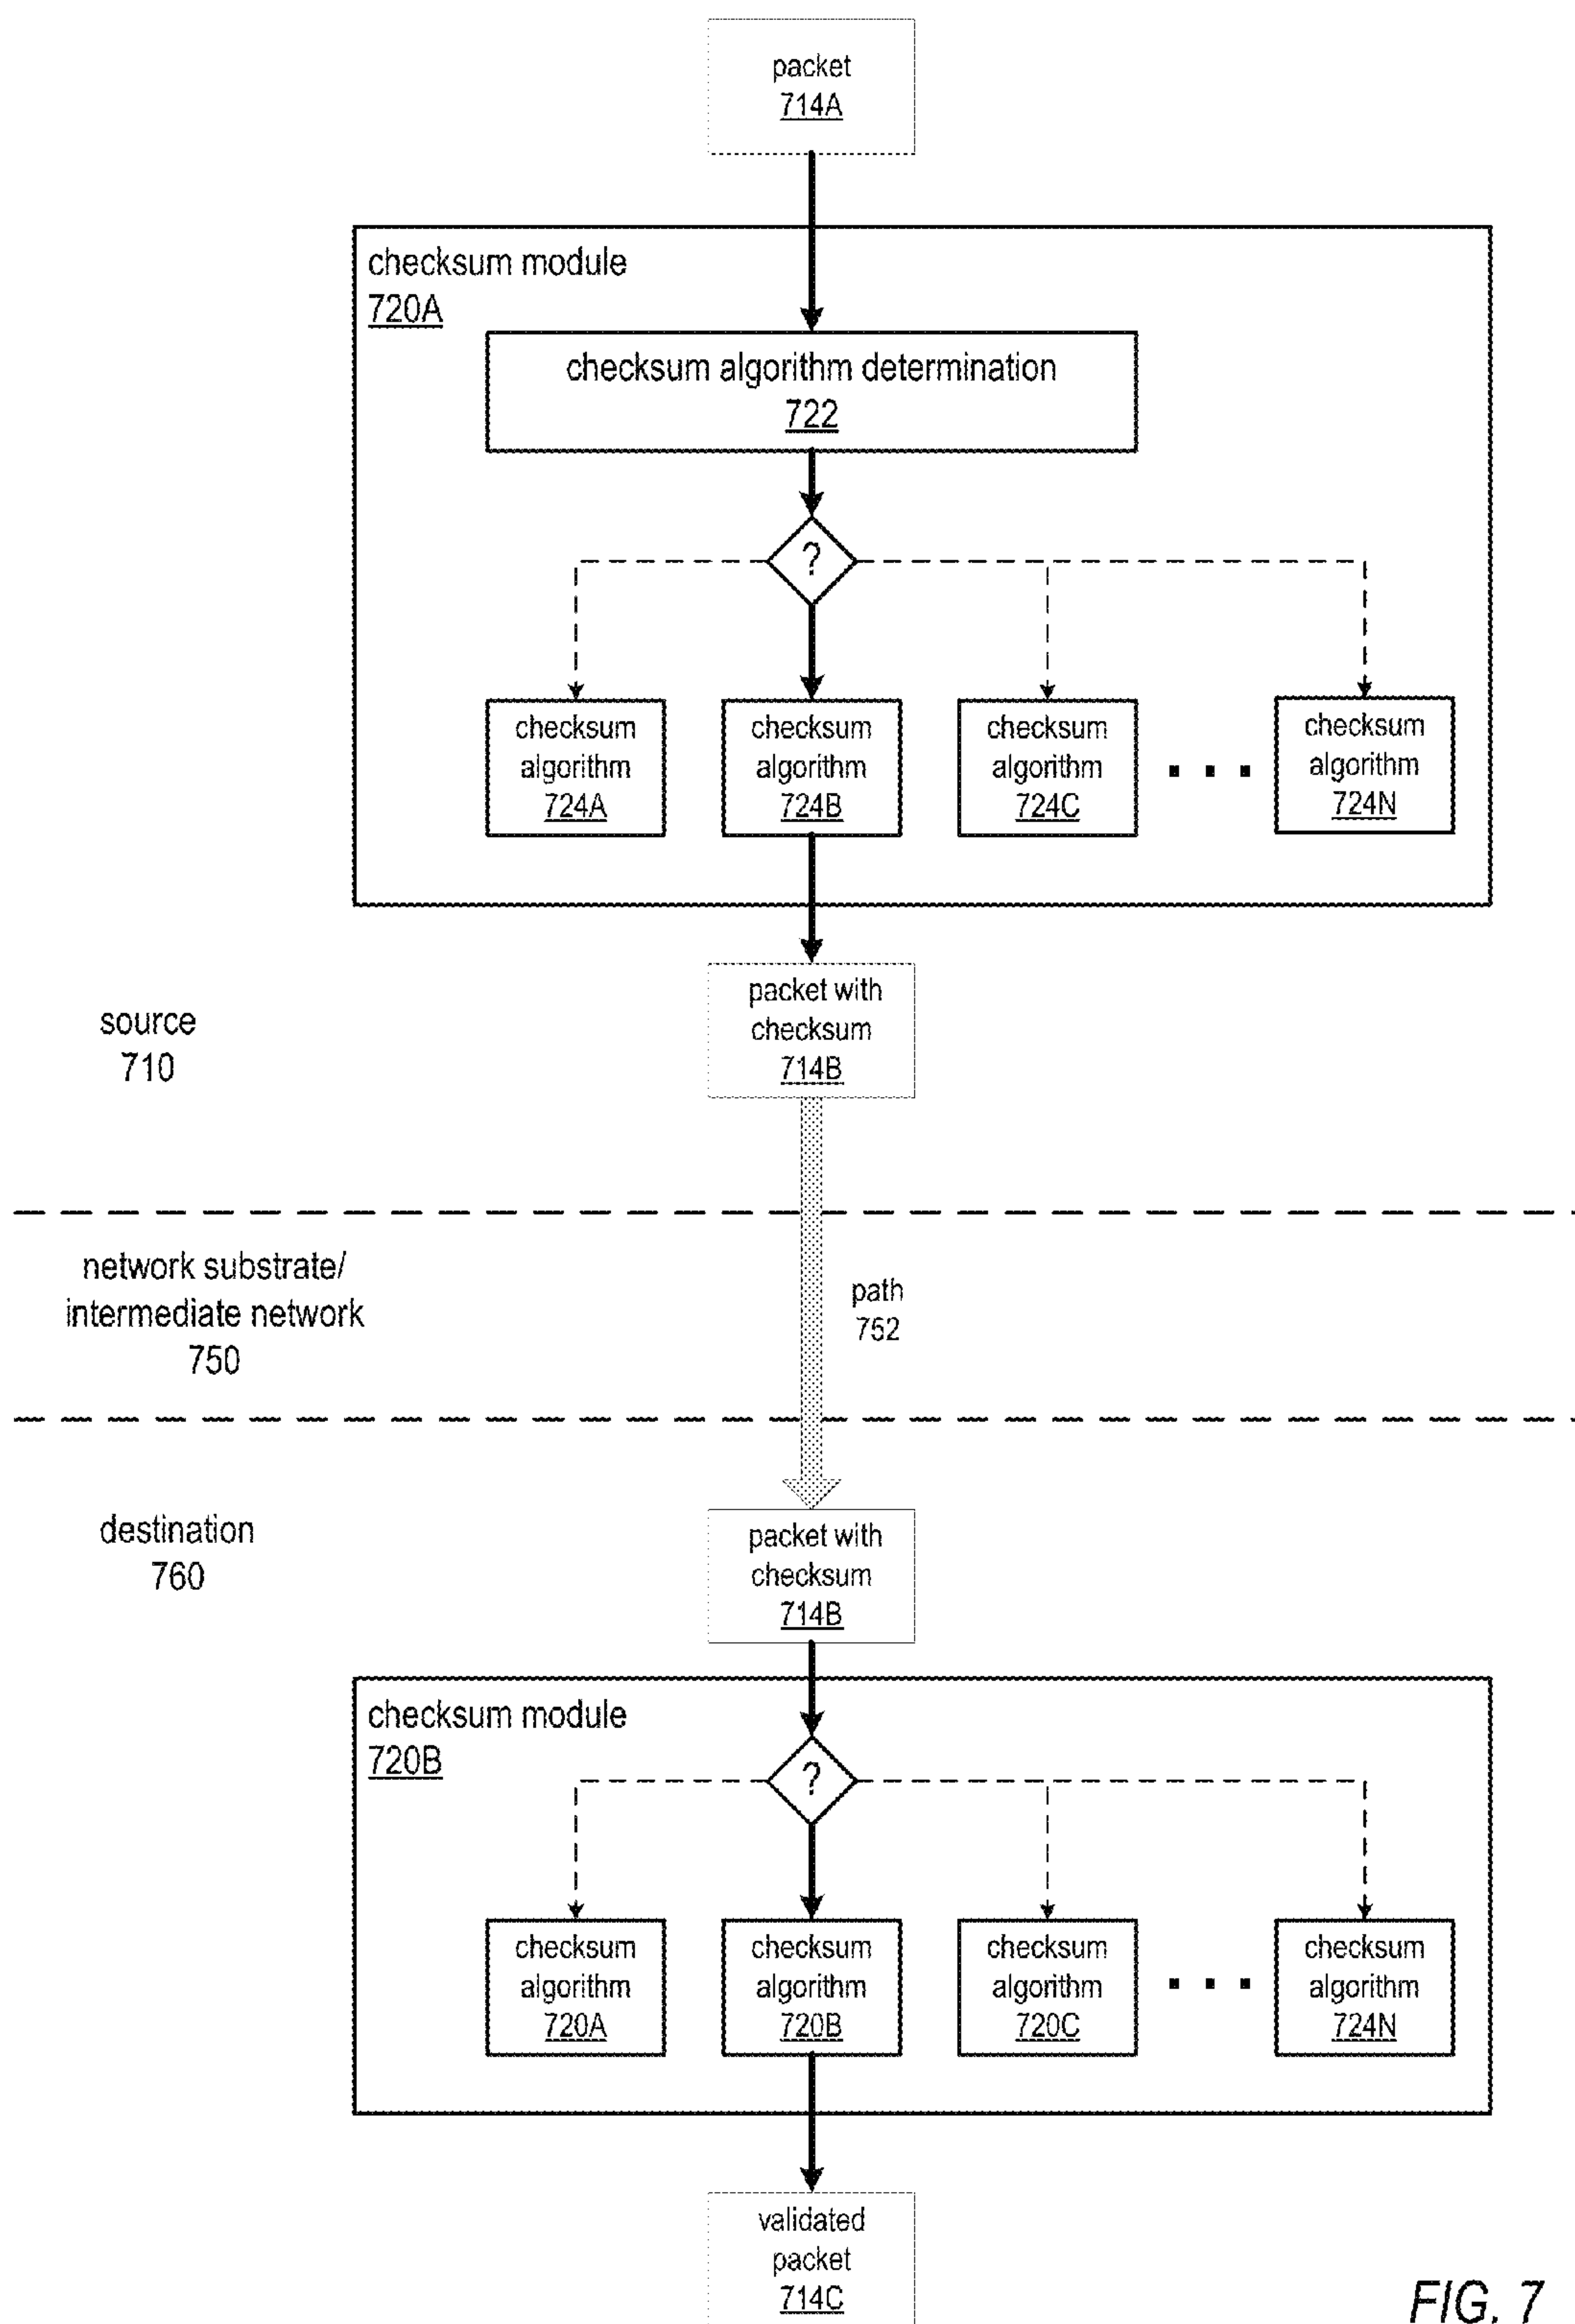 packet
714A
checksum module
720A
checksum algorithm determination
722
?
checksum
algorithm
724A
checksum
algorithm
724B
checksum
algorithm
724C
. . .
checksum
algorithm
724N
packet with
checksum
714B
source
710
network substrate/
intermediate network
750
path
752
destination
760
packet with
checksum
714B
checksum module
720B
?
checksum
algorithm
720A
checksum
algorithm
720B
checksum
algorithm
720C
. . .
checksum
algorithm
724N
validated
packet
714C
FIG. 7